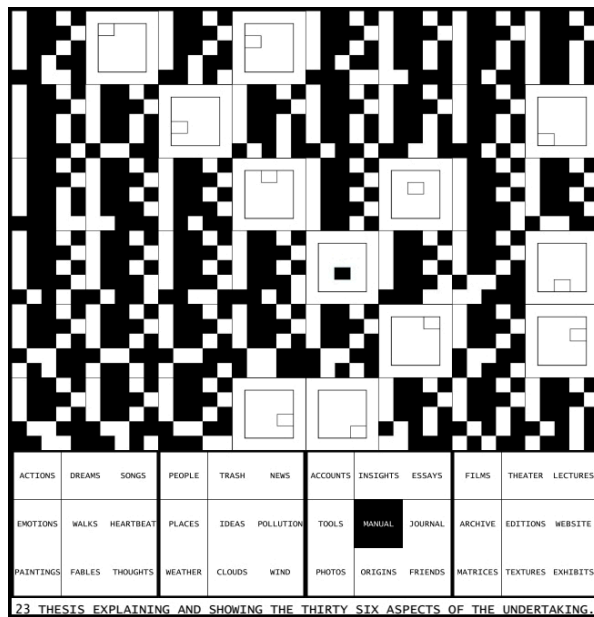 ACTIONS DREAMS SONGS PEOPLE TRASH NEWS ACCOUNTS INSIGHTS ESSAYS FILMS THEATER LECTURES
EMOTIONS WALKS HEARTBEAT PLACES IDEAS POLLUTION TOOLS MANUAL JOURNAL ARCHIVE EDITIONS WEBSITE
PAINTINGS FABLES THOUGHTS WEATHER CLOUDS WIND PHOTOS ORIGINS FRIENDS MATRICES TEXTURES EXHIBITS
23 THESIS EXPLAINING AND SHOWING THE THIRTY SIX ASPECTS OF THE UNDERTAKING.